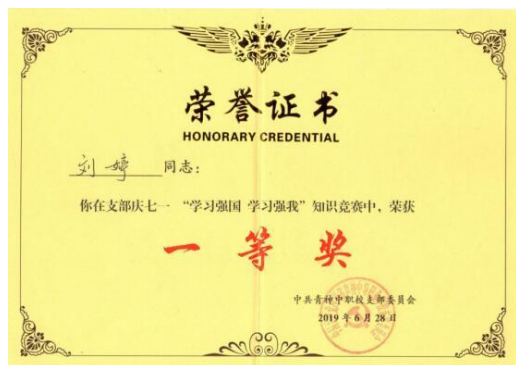 荣誉证书
HONORARY CREDENTIAL
刘婷同志:
你在支部庆七一 “学习强国 学习强我”知识竞赛中,荣获
一等奖
中共青神中职校支部委员会
2019年6月28日